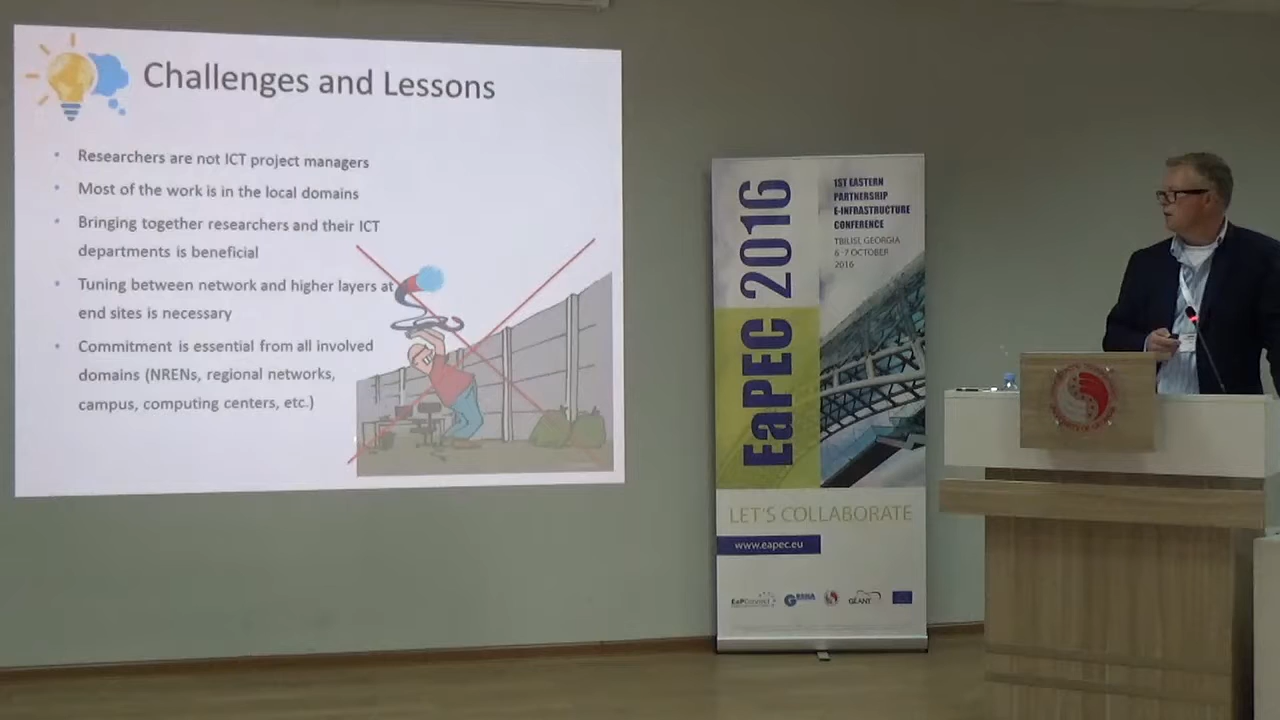 Challenges and Lessons
• Researchers are not ICT project managers
• Most of the work is in the local domains
• Bringing together researchers and their ICT
departments is beneficial
• Tuning between network and higher layers at
end sites is necessary
• Commitment is essential from all involved
domains (NRENs, regional networks,
campus, computing centers, etc.)
EaPEC 2016
1ST EASTERN
PARTNERSHIP
E-INFRASTRUCTURE
CONFERENCE
TBILISI, GEORGIA
6-7 OCTOBER
2016
LET'S COLLABORATE
www.eapec.eu
EaPConnect
GÉANT